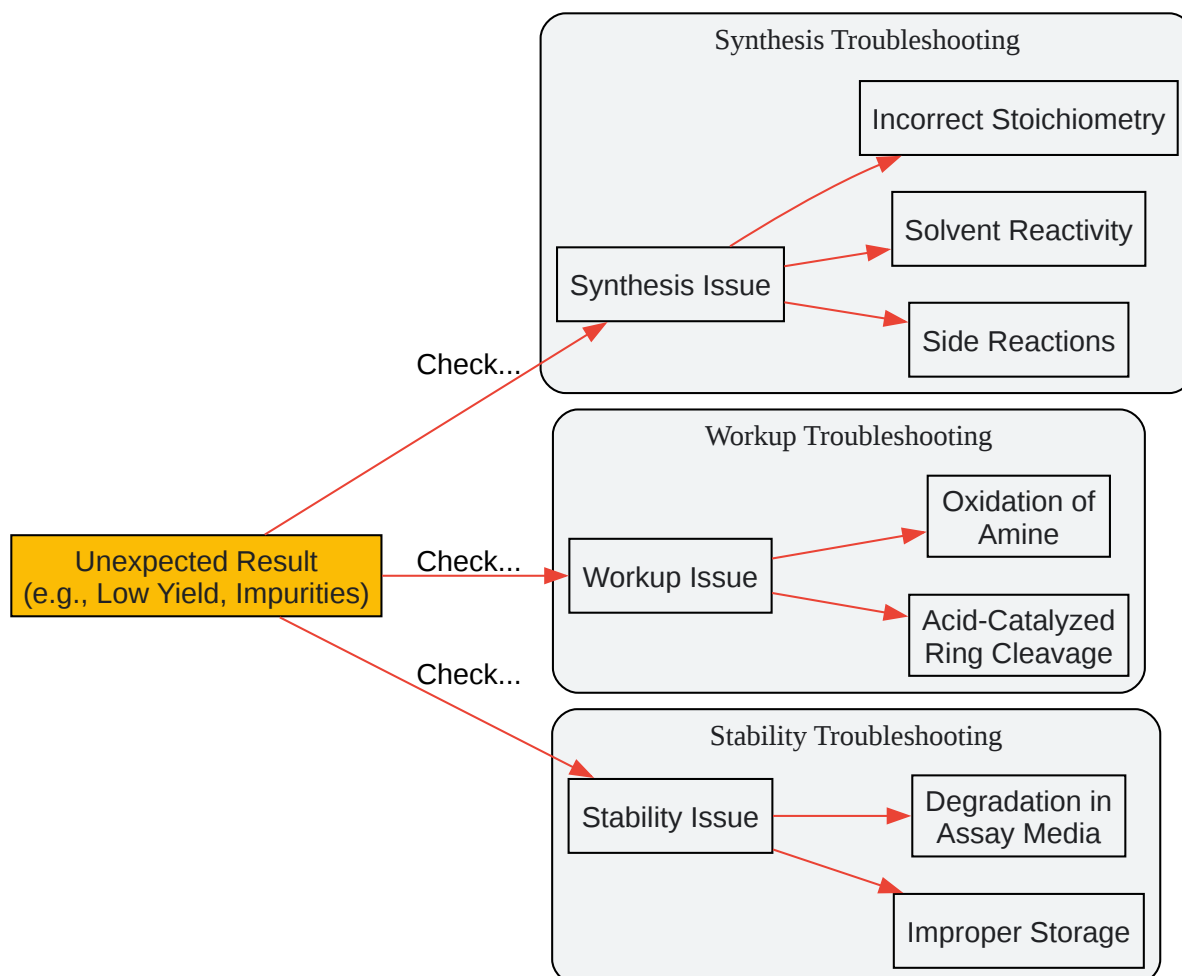 Synthesis Troubleshooting
Incorrect Stoichiometry
Solvent Reactivity
Synthesis Issue
Side Reactions
Check...
Workup Troubleshooting
Oxidation of
Amine
Unexpected Result
(e.g., Low Yield, Impurities)
Check...
Workup Issue
Acid-Catalyzed
Ring Cleavage
Check...
Stability Troubleshooting
Stability Issue
Degradation in
Assay Media
Improper Storage